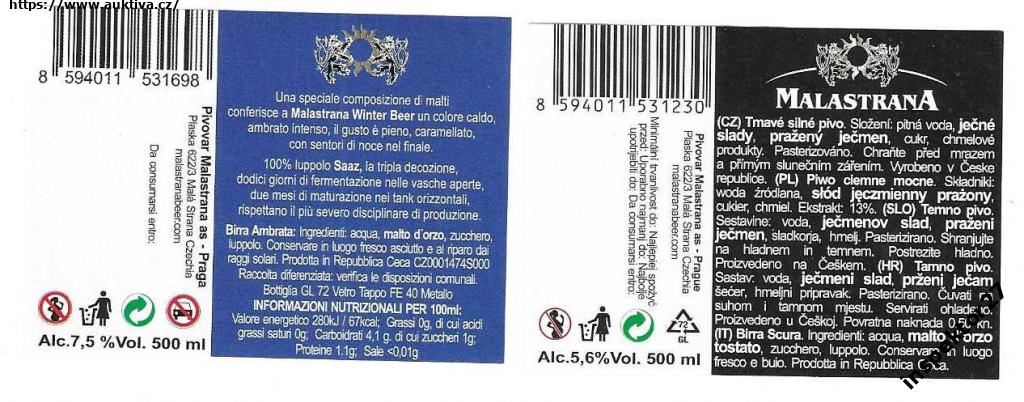 https://www.auktiva.cz/
8 594011 531698
Pivovar Malastrana as - Praga
Plaska 622/3 Malá Strana Czechia
malastranabeer.com
Da consumarsi entro:
Alc.7,5 %Vol. 500 ml
Una speciale composizione di malti
conferisce a Malastrana Winter Beer un colore caldo,
ambrato intenso, il gusto è pieno, caramellato,
con sentori di noce nel finale.
100% luppolo Saaz, la tripla decozione,
dodici giorni di fermentazione nelle vasche aperte,
due mesi di maturazione nei tank orizzontali,
rispettano il più severo disciplinare di produzione.
Birra Ambrata: Ingredienti: acqua, malto d'orzo, zucchero,
luppolo. Conservare in luogo fresco asciutto e al riparo dai
raggi solari. Prodotta in Repubblica Ceca CZ0001474S000
Raccolta diferenziata: verifica le disposizioni comunali.
Bottiglia GL 72 Vetro Tappo FE 40 Metallo
INFORMAZIONI NUTRIZIONALI PER 100ml:
Valore energetico 280kJ / 67kcal; Grassi 0g, di cui acidi
grassi saturi 0g; Carboidrati 4,1 g. di cui zuccheri 1g;
Proteine 1.1g; Sale <0,01g
8 594011 531230
Pivovar Malastrana as - Prague
Plaska 622/3 Malá Strana Czechia
malastranabeer.com
Minimální trvanlivost do: Najlepiej spożyć
przed: Uporabno najmanj do: Najbolje
upotrijebiti do: Da consumarsi entro:
72
GL
Alc.5,6%Vol. 500 ml
MALASTRANA
(CZ) Tmavé silné pivo. Složení: pitná voda, ječné
slady, pražený ječmen, cukr, chmelové
produkty. Pasterizováno. Chraňte před mrazem
a přímým slunečním zářením. Vyrobeno v České
republice. (PL) Piwo ciemne mocne. Składniki:
woda źródlana, słód jęczmienny prażony,
cukier, chmiel. Ekstrakt: 13%. (SLO) Temno pivo.
Sestavine: voda, ječmenov slad, praženi
ječmen, sladkorja, hmelj. Pasterizirano. Shranjujte
na hladnem in temnem. Postrezite hladno.
Proizvedeno na Češkem. (HR) Tamno pivo.
Sastav: voda, ječmeni slad, prženi ječam
šećer, hmeljni pripravak. Pasterizirano. Čuvati na
suhom i tamnom mjestu. Servirati ohlađeno.
Proizvedeno u Češkoj. Povratna naknada 0,50 kn.
(IT) Birra Scura. Ingredienti: acqua, malto d'orzo
tostato, zucchero, luppolo. Conservare in luogo
fresco e buio. Prodotta in Repubblica Ceca.